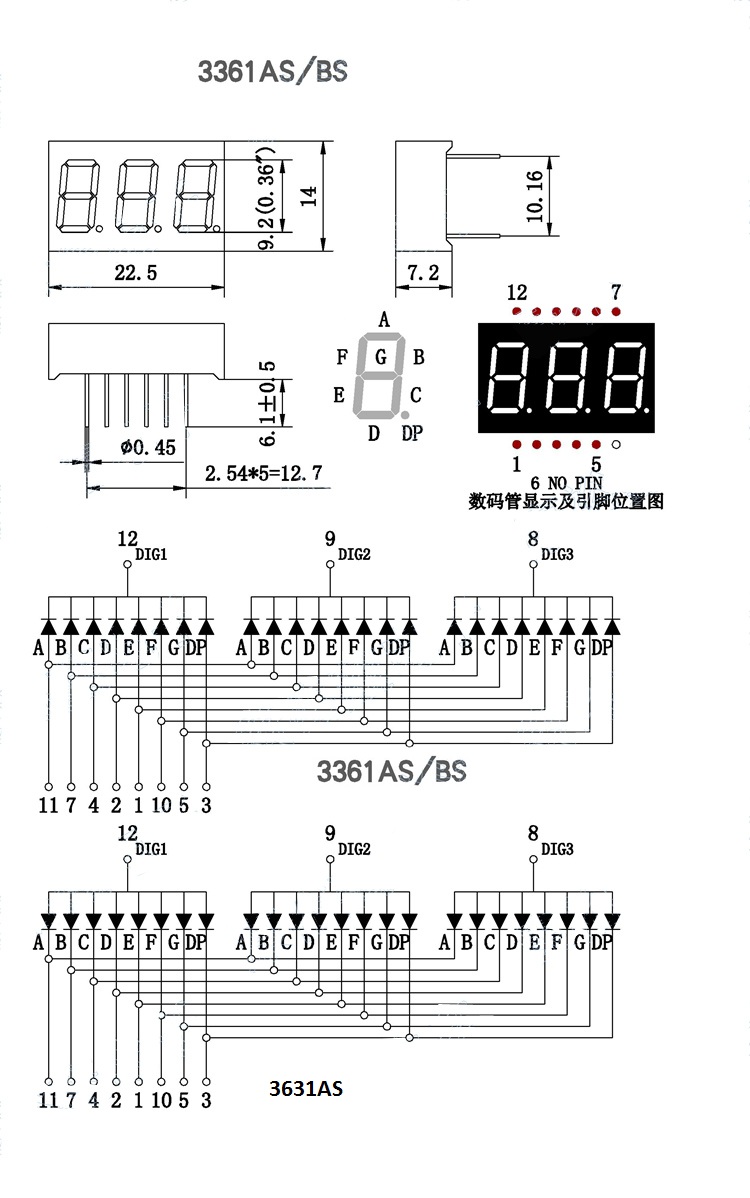 3361AS/BS
9.2(0.36")
14
22.5
10.16
7.2
12 7
A
F G B
E C
D DP
6.1±0.5
Ø0.45
2.54*5=12.7
1 5
6 NO PIN
数码管显示及引脚位置图
12 9 8
DIG1 DIG2 DIG3
A B C D E F G DP A B C D E F G DP A B C D E F G DP
3361AS/BS
11 7 4 2 1 10 5 3
12 9 8
DIG1 DIG2 DIG3
A B C D E F G DP A B C D E F G DP A B C D E F G DP
3631AS
11 7 4 2 1 10 5 3